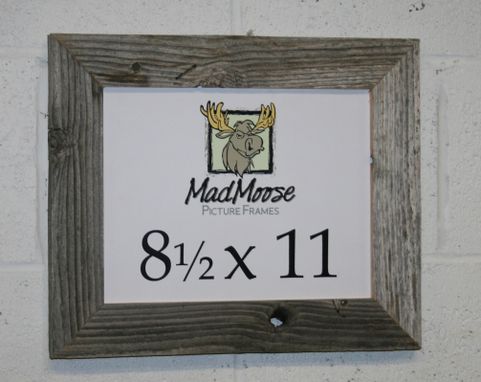 MadMoose
Picture Frames
8½ x 11